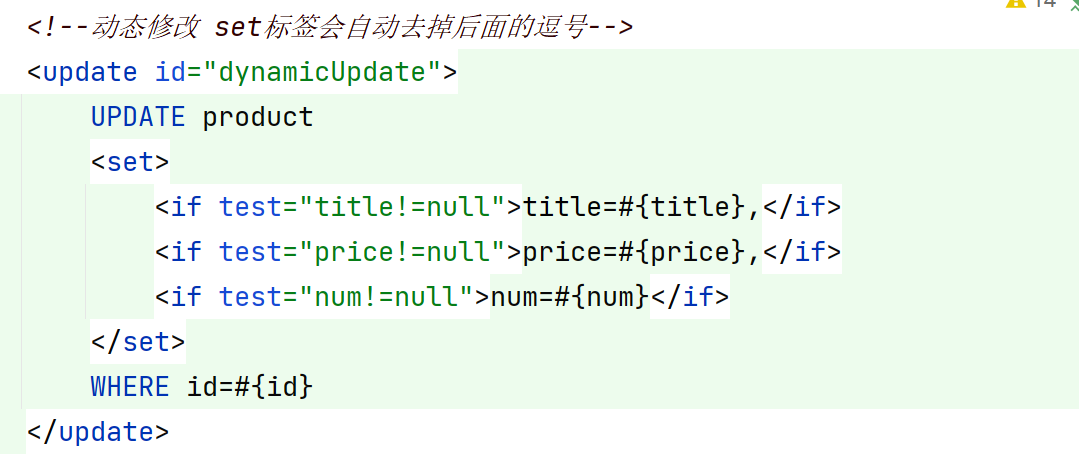 14
<!--动态修改 set标签会自动去掉后面的逗号-->
<update id="dynamicUpdate">
UPDATE product
<set>
<if test="title!=null">title=#{title},</if>
<if test="price!=null">price=#{price},</if>
<if test="num!=null">num=#{num}</if>
</set>
WHERE id=#{id}
</update>